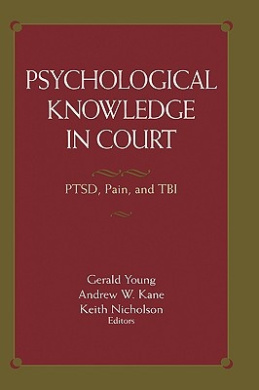 PSYCHOLOGICAL
KNOWLEDGE
IN COURT
PTSD, Pain, and TBI
Gerald Young
Andrew W. Kane
Keith Nicholson
Editors